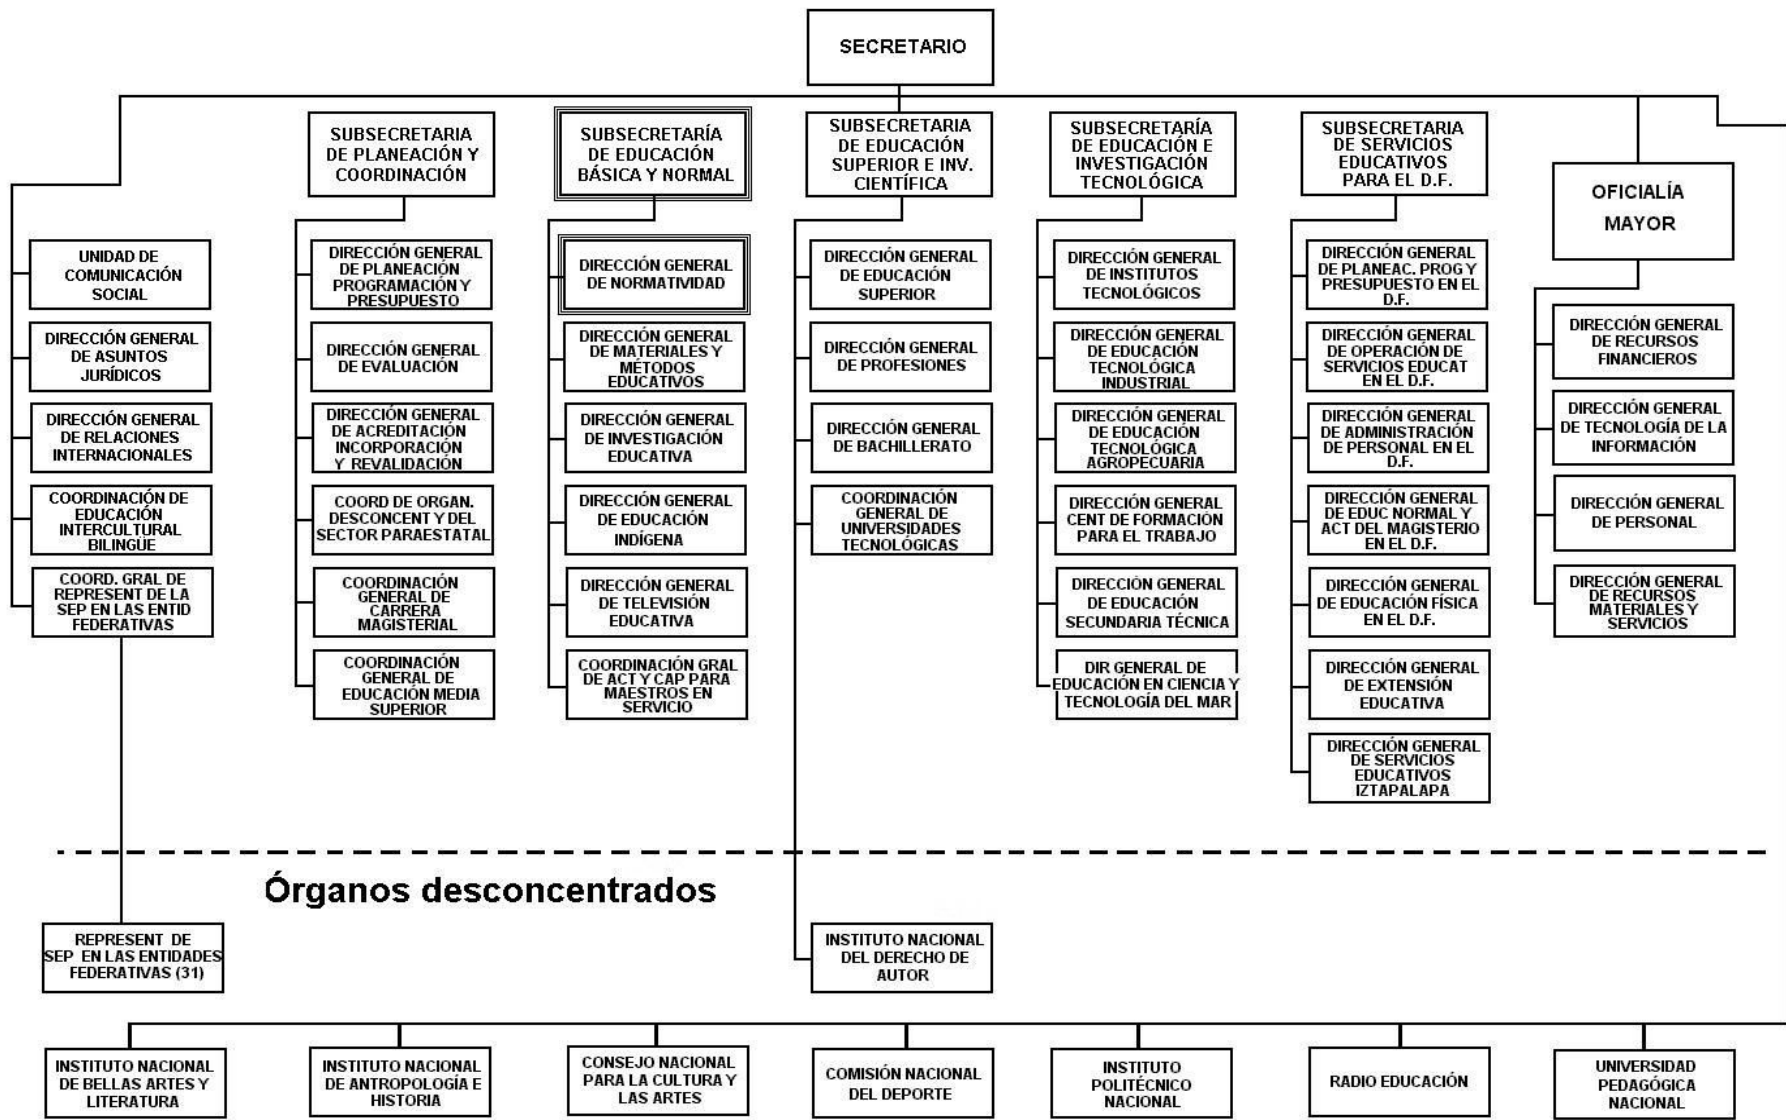 SECRETARIO
SUBSECRETARIA
DE PLANEACIÓN Y
COORDINACIÓN
SUBSECRETARÍA
DE EDUCACIÓN
BÁSICA Y NORMAL
SUBSECRETARIA
DE EDUCACIÓN
SUPERIOR E INV.
CIENTÍFICA
SUBSECRETARÍA
DE EDUCACIÓN E
INVESTIGACIÓN
TECNOLÓGICA
SUBSECRETARIA
DE SERVICIOS
EDUCATIVOS
PARA EL D.F.
OFICIALÍA
MAYOR
UNIDAD DE
COMUNICACIÓN
SOCIAL
DIRECCIÓN GENERAL
DE ASUNTOS
JURÍDICOS
DIRECCIÓN GENERAL
DE RELACIONES
INTERNACIONALES
COORDINACIÓN DE
EDUCACIÓN
INTERCULTURAL
BILINGÜE
COORD. GRAL DE
REPRESENT DE LA
SEP EN LAS ENTID
FEDERATIVAS
DIRECCIÓN GENERAL
DE PLANEACIÓN
PROGRAMACIÓN Y
PRESUPUESTO
DIRECCIÓN GENERAL
DE EVALUACIÓN
DIRECCIÓN GENERAL
DE ACREDITACIÓN
INCORPORACIÓN
Y REVALIDACIÓN
COORD DE ORGAN.
DESCONCENT Y DEL
SECTOR PARAESTATAL
COORDINACIÓN
GENERAL DE
CARRERA
MAGISTERIAL
COORDINACIÓN
GENERAL DE
EDUCACIÓN MEDIA
SUPERIOR
DIRECCIÓN GENERAL
DE NORMATIVIDAD
DIRECCIÓN GENERAL
DE MATERIALES Y
MÉTODOS
EDUCATIVOS
DIRECCIÓN GENERAL
DE INVESTIGACIÓN
EDUCATIVA
DIRECCIÓN GENERAL
DE EDUCACIÓN
INDÍGENA
DIRECCIÓN GENERAL
DE TELEVISIÓN
EDUCATIVA
COORDINACIÓN GRAL
DE ACT Y CAP PARA
MAESTROS EN
SERVICIO
DIRECCIÓN GENERAL
DE EDUCACIÓN
SUPERIOR
DIRECCIÓN GENERAL
DE PROFESIONES
DIRECCIÓN GENERAL
DE BACHILLERATO
COORDINACIÓN
GENERAL DE
UNIVERSIDADES
TECNOLÓGICAS
DIRECCIÓN GENERAL
DE INSTITUTOS
TECNOLÓGICOS
DIRECCIÓN GENERAL
DE EDUCACIÓN
TECNOLÓGICA
INDUSTRIAL
DIRECCIÓN GENERAL
DE EDUCACIÓN
TECNOLÓGICA
AGROPECUARIA
DIRECCIÓN GENERAL
CENT DE FORMACIÓN
PARA EL TRABAJO
DIRECCIÓN GENERAL
DE EDUCACIÓN
SECUNDARIA TÉCNICA
DIR GENERAL DE
EDUCACIÓN EN CIENCIA Y
TECNOLOGÍA DEL MAR
DIRECCIÓN GENERAL
DE PLANEAC. PROG Y
PRESUPUESTO EN EL
D.F.
DIRECCIÓN GENERAL
DE OPERACIÓN DE
SERVICIOS EDUCAT
EN EL D.F.
DIRECCIÓN GENERAL
DE ADMINISTRACIÓN
DE PERSONAL EN EL
D.F.
DIRECCIÓN GENERAL
DE EDUC NORMAL Y
ACT DEL MAGISTERIO
EN EL D.F.
DIRECCIÓN GENERAL
DE EDUCACIÓN FÍSICA
EN EL D.F.
DIRECCIÓN GENERAL
DE EXTENSIÓN
EDUCATIVA
DIRECCIÓN GENERAL
DE SERVICIOS
EDUCATIVOS
IZTAPALAPA
DIRECCIÓN GENERAL
DE RECURSOS
FINANCIEROS
DIRECCIÓN GENERAL
DE TECNOLOGÍA DE LA
INFORMACIÓN
DIRECCIÓN GENERAL
DE PERSONAL
DIRECCIÓN GENERAL
DE RECURSOS
MATERIALES Y
SERVICIOS
Órganos desconcentrados
REPRESENT DE
SEP EN LAS ENTIDADES
FEDERATIVAS (31)
INSTITUTO NACIONAL
DEL DERECHO DE
AUTOR
INSTITUTO NACIONAL
DE BELLAS ARTES Y
LITERATURA
INSTITUTO NACIONAL
DE ANTROPOLOGÍA E
HISTORIA
CONSEJO NACIONAL
PARA LA CULTURA Y
LAS ARTES
COMISIÓN NACIONAL
DEL DEPORTE
INSTITUTO
POLITÉCNICO
NACIONAL
RADIO EDUCACIÓN
UNIVERSIDAD
PEDAGÓGICA
NACIONAL